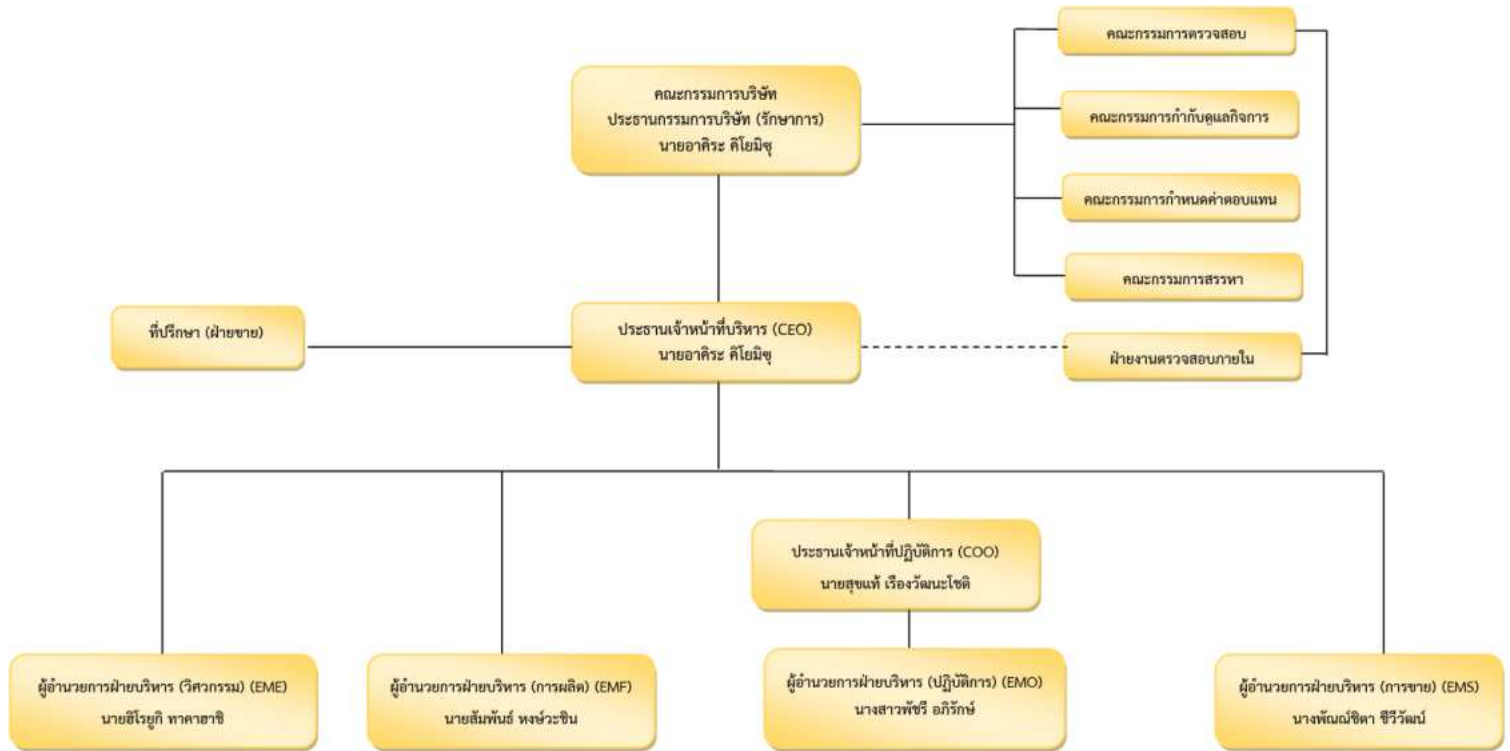 คณะกรรมการตรวจสอบ
คณะกรรมการบริษัท
ประธานกรรมการบริษัท (รักษาการ)
นายอาคิระ คิโยมิซุ
คณะกรรมการกำกับดูแลกิจการ
คณะกรรมการกำหนดค่าตอบแทน
คณะกรรมการสรรหา
ที่ปรึกษา (ฝ่ายขาย)
ประธานเจ้าหน้าที่บริหาร (CEO)
นายอาคิระ คิโยมิซุ
ฝ่ายงานตรวจสอบภายใน
ประธานเจ้าหน้าที่ปฏิบัติการ (COO)
นายสุขแท้ เรืองวัฒนะโชติ
ผู้อำนวยการฝ่ายบริหาร (วิศวกรรม) (EME)
นายฮิโรยูกิ ทาคาฮาชิ
ผู้อำนวยการฝ่ายบริหาร (การผลิต) (EMF)
นายสัมพันธ์ หงษ์วะชิน
ผู้อำนวยการฝ่ายบริหาร (ปฏิบัติการ) (EMO)
นางสาวพัชรี อภิรักษ์
ผู้อำนวยการฝ่ายบริหาร (การขาย) (EMS)
นางพัณณ์ชิตา ชีวีวัฒน์